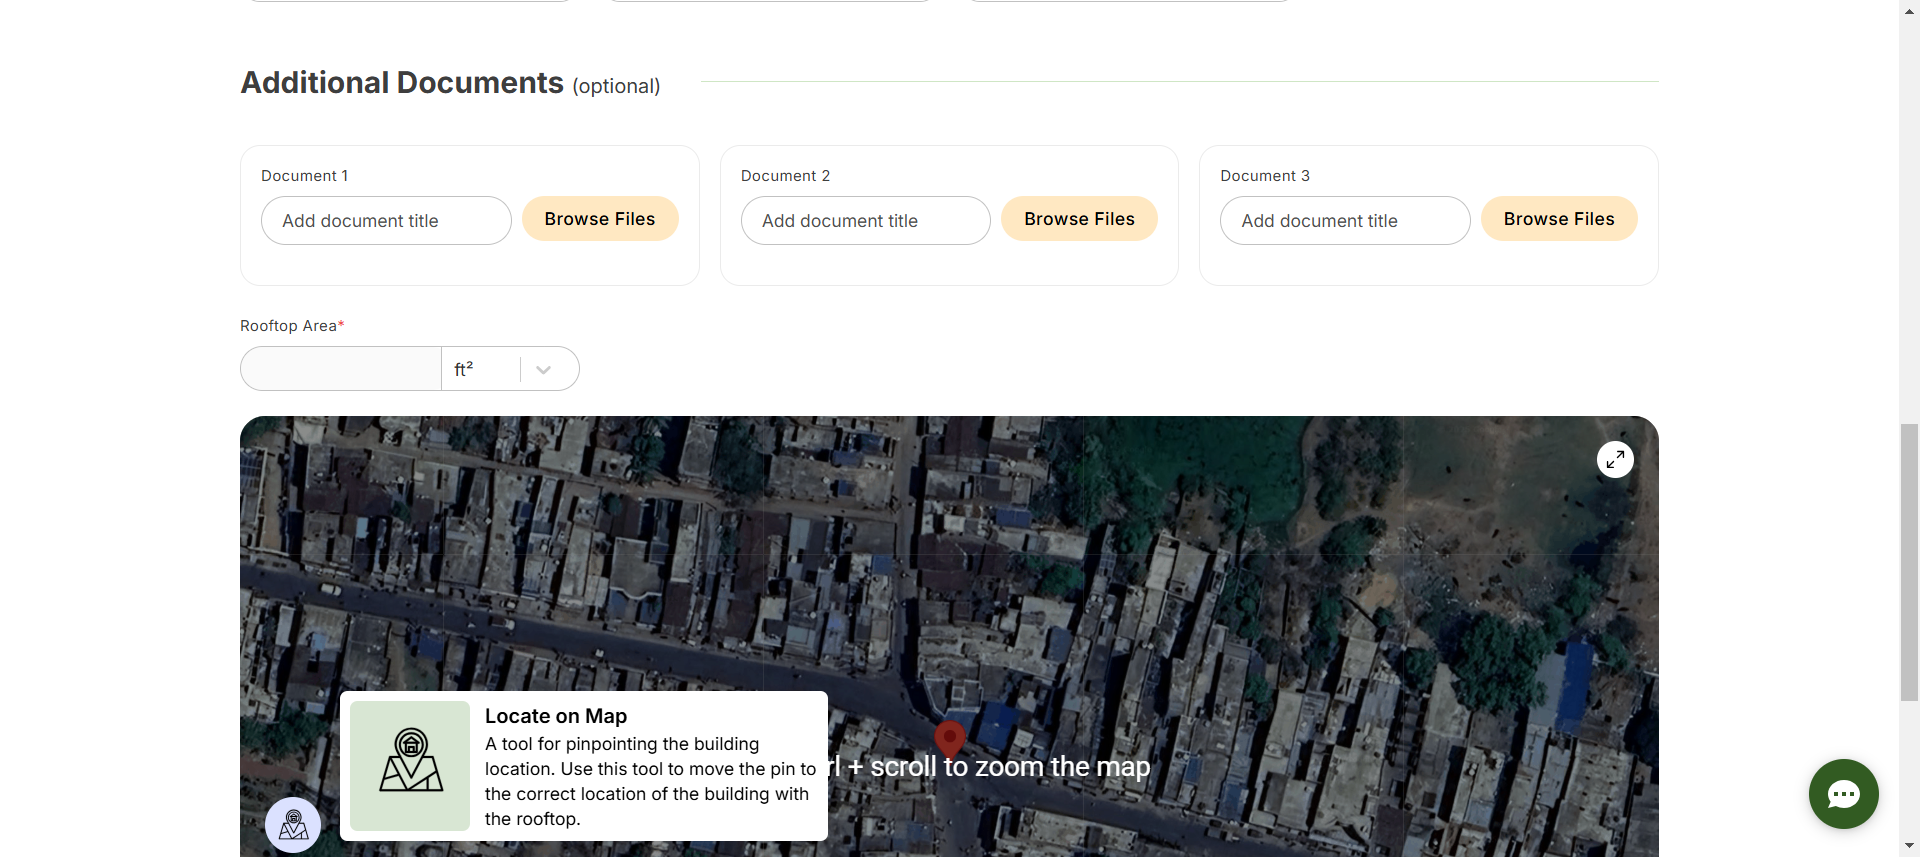 Additional Documents (optional)
Document 1
Add document title
Browse Files
Document 2
Add document title
Browse Files
Document 3
Add document title
Browse Files
Rooftop Area*
ft²
Locate on Map
A tool for pinpointing the building
location. Use this tool to move the pin to
the correct location of the building with
the rooftop.
rl + scroll to zoom the map